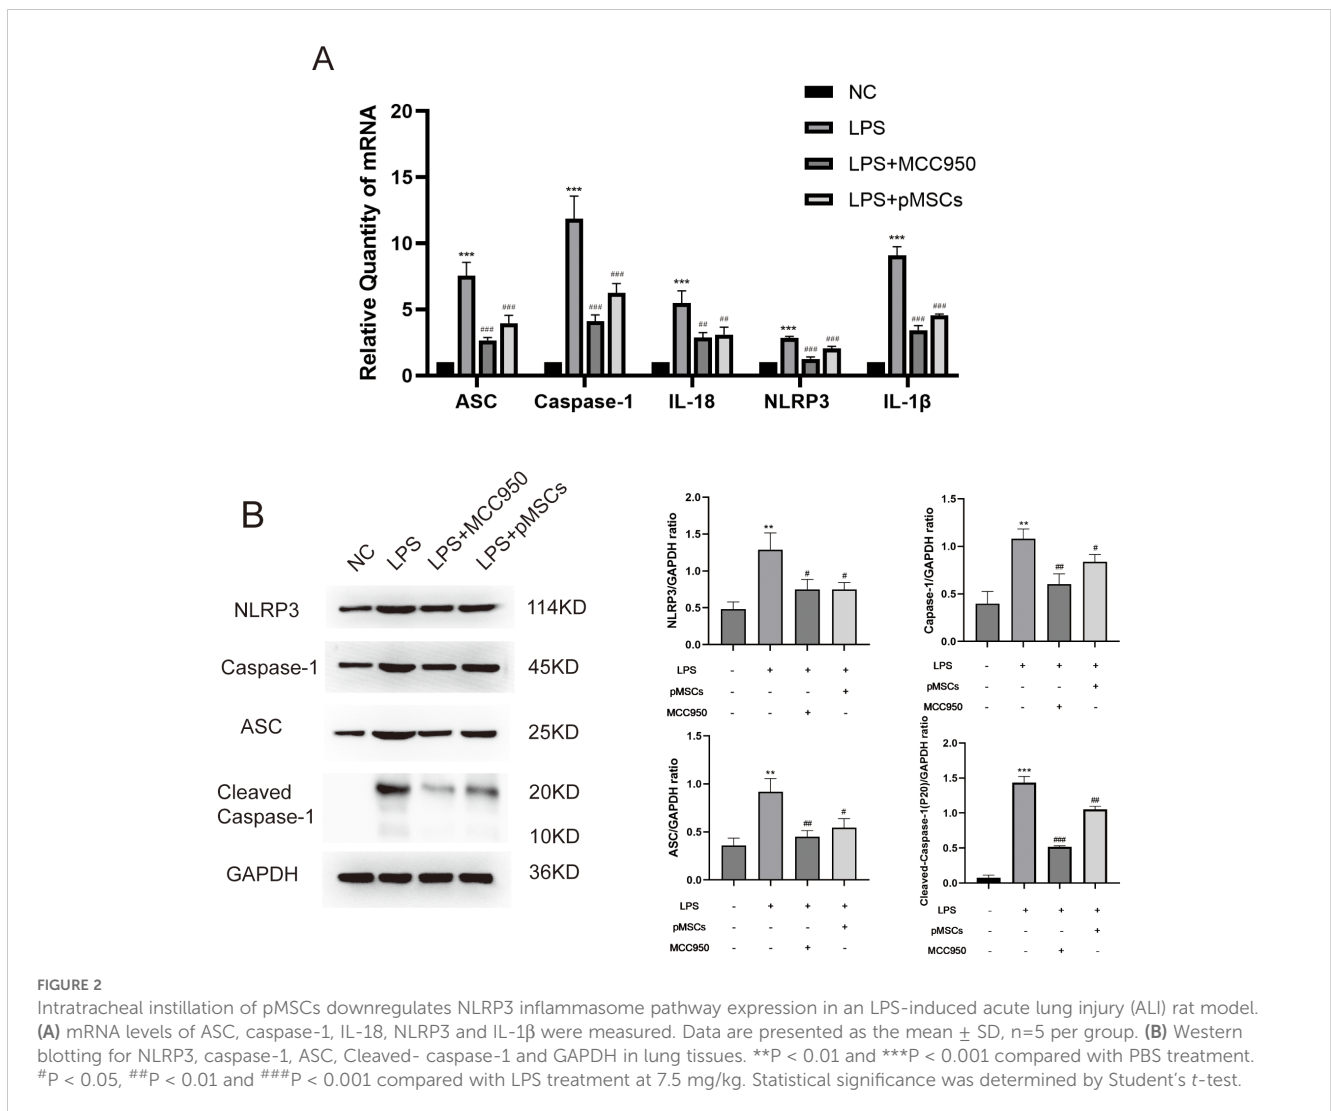 A
NC
LPS
LPS+MCC950
LPS+pMSCs
Relative Quantity of mRNA
20
15
10
5
0
***
***
***
***
***
###
###
###
###
##
##
###
###
###
###
ASC
Caspase-1
IL-18
NLRP3
IL-1β
B
NC
LPS
LPS+MCC950
LPS+pMSCs
NLRP3
114KD
Caspase-1
45KD
ASC
25KD
Cleaved
Caspase-1
20KD
10KD
GAPDH
36KD
NLRP3/GAPDH ratio
2.0
1.5
1.0
0.5
0.0
**
#
#
LPS - + + +
pMSCs - - - +
MCC950 - - + -
Capase-1/GAPDH ratio
1.5
1.0
0.5
0.0
**
##
#
LPS - + + +
pMSCs - - - +
MCC950 - - + -
ASC/GAPDH ratio
1.5
1.0
0.5
0.0
**
##
#
LPS - + + +
pMSCs - - - +
MCC950 - - + -
Cleaved-Caspase-1(P20)/GAPDH ratio
2.0
1.5
1.0
0.5
0.0
***
###
##
LPS - + + +
pMSCs - - - +
MCC950 - - + -
FIGURE 2
Intratracheal instillation of pMSCs downregulates NLRP3 inflammasome pathway expression in an LPS-induced acute lung injury (ALI) rat model.
(A) mRNA levels of ASC, caspase-1, IL-18, NLRP3 and IL-1β were measured. Data are presented as the mean ± SD, n=5 per group. (B) Western
blotting for NLRP3, caspase-1, ASC, Cleaved- caspase-1 and GAPDH in lung tissues. **P < 0.01 and ***P < 0.001 compared with PBS treatment.
#P < 0.05, ##P < 0.01 and ###P < 0.001 compared with LPS treatment at 7.5 mg/kg. Statistical significance was determined by Student's t-test.